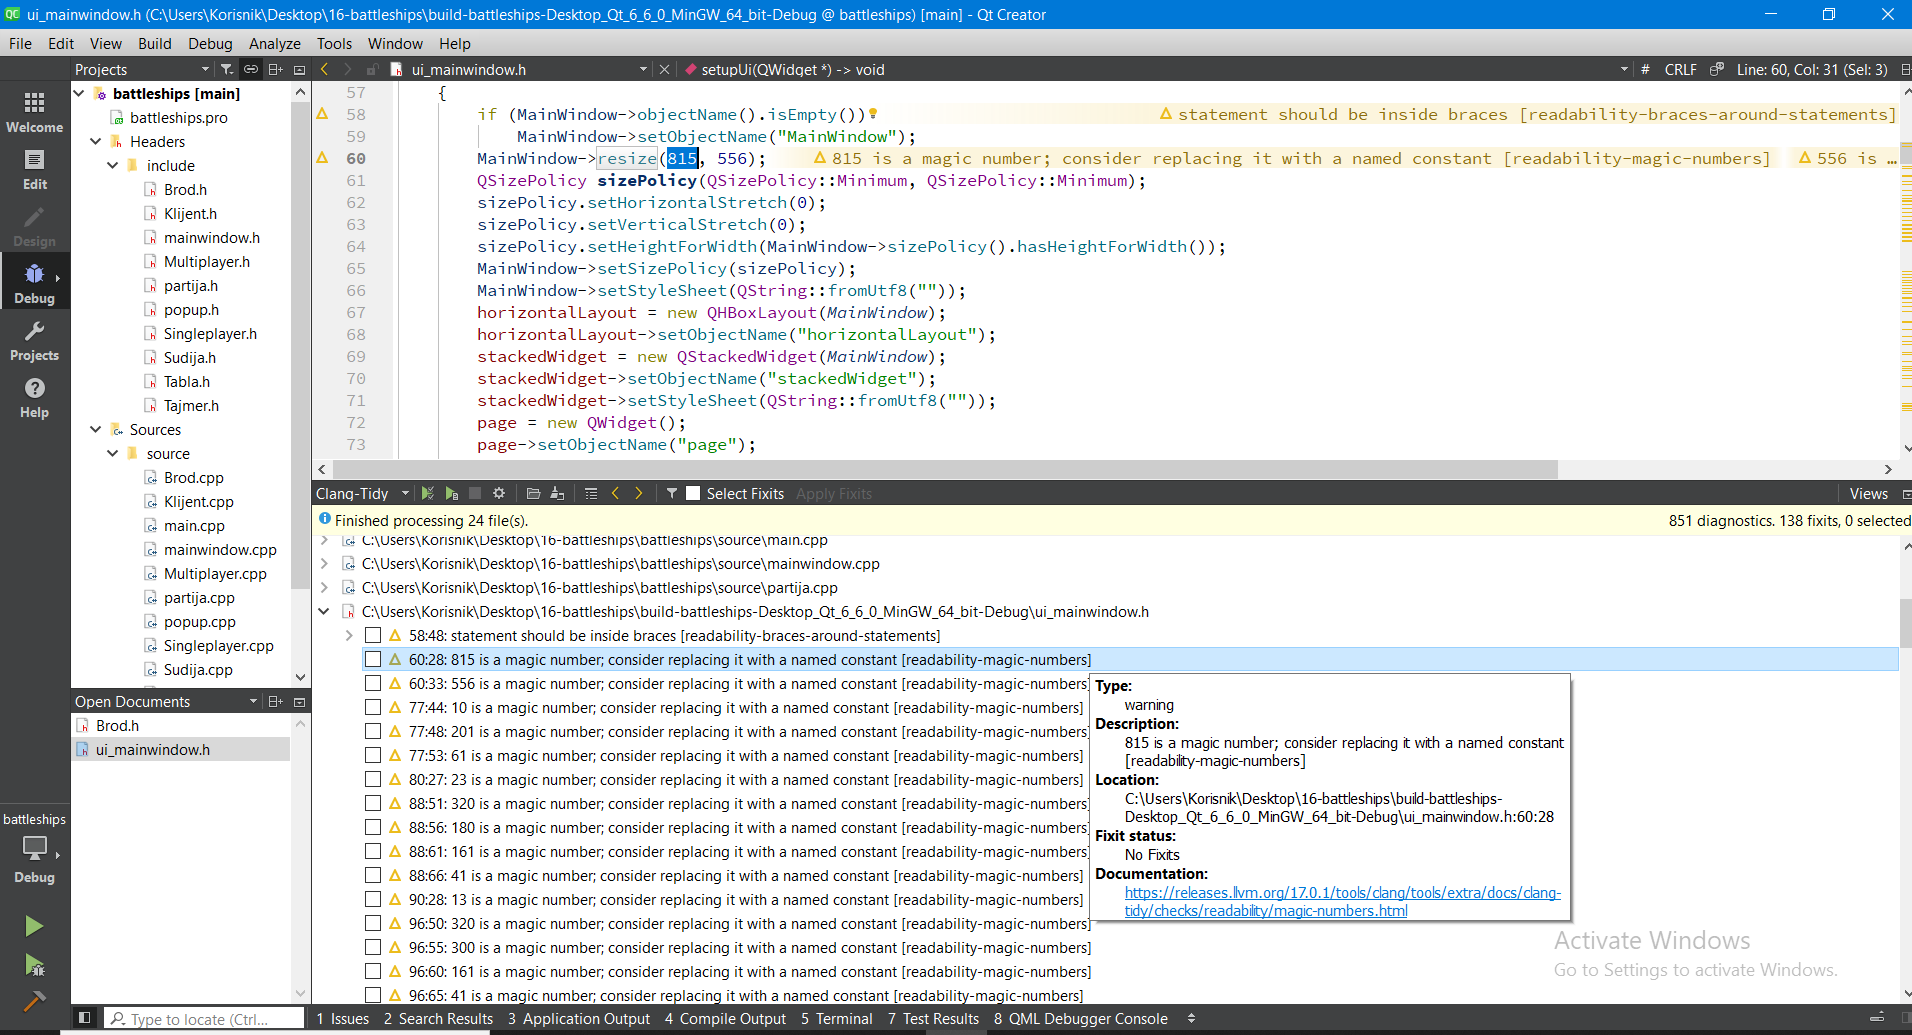 ui_mainwindow.h (C:\Users\Korisnik\Desktop\16-battleships\build-battleships-Desktop_Qt_6_6_0_MinGW_64_bit-Debug @ battleships) [main] - Qt Creator
File Edit View Build Debug Analyze Tools Window Help
Projects
ui_mainwindow.h
setupUi(QWidget *) -> void
# CRLF Line: 60, Col: 31 (Sel: 3)
Welcome
Edit
Design
Debug
Projects
Help
battleships
Debug
battleships [main]
battleships.pro
Headers
include
Brod.h
Klijent.h
mainwindow.h
Multiplayer.h
partija.h
popup.h
Singleplayer.h
Sudija.h
Tabla.h
Tajmer.h
Sources
source
Brod.cpp
Klijent.cpp
main.cpp
mainwindow.cpp
Multiplayer.cpp
partija.cpp
popup.cpp
Singleplayer.cpp
Sudija.cpp
Open Documents
Brod.h
ui_mainwindow.h
57 {
58 if (MainWindow->objectName().isEmpty()) statement should be inside braces [readability-braces-around-statements]
59 MainWindow->setObjectName("MainWindow");
60 MainWindow->resize(815, 556); 815 is a magic number; consider replacing it with a named constant [readability-magic-numbers] 556 is …
61 QSizePolicy sizePolicy(QSizePolicy::Minimum, QSizePolicy::Minimum);
62 sizePolicy.setHorizontalStretch(0);
63 sizePolicy.setVerticalStretch(0);
64 sizePolicy.setHeightForWidth(MainWindow->sizePolicy().hasHeightForWidth());
65 MainWindow->setSizePolicy(sizePolicy);
66 MainWindow->setStyleSheet(QString::fromUtf8(""));
67 horizontalLayout = new QHBoxLayout(MainWindow);
68 horizontalLayout->setObjectName("horizontalLayout");
69 stackedWidget = new QStackedWidget(MainWindow);
70 stackedWidget->setObjectName("stackedWidget");
71 stackedWidget->setStyleSheet(QString::fromUtf8(""));
72 page = new QWidget();
73 page->setObjectName("page");
Clang-Tidy Select Fixits Apply Fixits Views
Finished processing 24 file(s). 851 diagnostics. 138 fixits, 0 selected
C:\Users\Korisnik\Desktop\16-battleships\battleships\source\main.cpp
C:\Users\Korisnik\Desktop\16-battleships\battleships\source\mainwindow.cpp
C:\Users\Korisnik\Desktop\16-battleships\battleships\source\partija.cpp
C:\Users\Korisnik\Desktop\16-battleships\build-battleships-Desktop_Qt_6_6_0_MinGW_64_bit-Debug\ui_mainwindow.h
58:48: statement should be inside braces [readability-braces-around-statements]
60:28: 815 is a magic number; consider replacing it with a named constant [readability-magic-numbers]
60:33: 556 is a magic number; consider replacing it with a named constant [readability-magic-numbers]
77:44: 10 is a magic number; consider replacing it with a named constant [readability-magic-numbers]
77:48: 201 is a magic number; consider replacing it with a named constant [readability-magic-numbers]
77:53: 61 is a magic number; consider replacing it with a named constant [readability-magic-numbers]
80:27: 23 is a magic number; consider replacing it with a named constant [readability-magic-numbers]
88:51: 320 is a magic number; consider replacing it with a named constant [readability-magic-numbers]
88:56: 180 is a magic number; consider replacing it with a named constant [readability-magic-numbers]
88:61: 161 is a magic number; consider replacing it with a named constant [readability-magic-numbers]
88:66: 41 is a magic number; consider replacing it with a named constant [readability-magic-numbers]
90:28: 13 is a magic number; consider replacing it with a named constant [readability-magic-numbers]
96:50: 320 is a magic number; consider replacing it with a named constant [readability-magic-numbers]
96:55: 300 is a magic number; consider replacing it with a named constant [readability-magic-numbers]
96:60: 161 is a magic number; consider replacing it with a named constant [readability-magic-numbers]
96:65: 41 is a magic number; consider replacing it with a named constant [readability-magic-numbers]
Type:
warning
Description:
815 is a magic number; consider replacing it with a named constant
[readability-magic-numbers]
Location:
C:\Users\Korisnik\Desktop\16-battleships\build-battleships-
Desktop_Qt_6_6_0_MinGW_64_bit-Debug\ui_mainwindow.h:60:28
Fixit status:
No Fixits
Documentation:
https://releases.llvm.org/17.0.1/tools/clang/tools/extra/docs/clang-
tidy/checks/readability/magic-numbers.html
Activate Windows
Go to Settings to activate Windows.
Type to locate (Ctrl...
1 Issues 2 Search Results 3 Application Output 4 Compile Output 5 Terminal 7 Test Results 8 QML Debugger Console